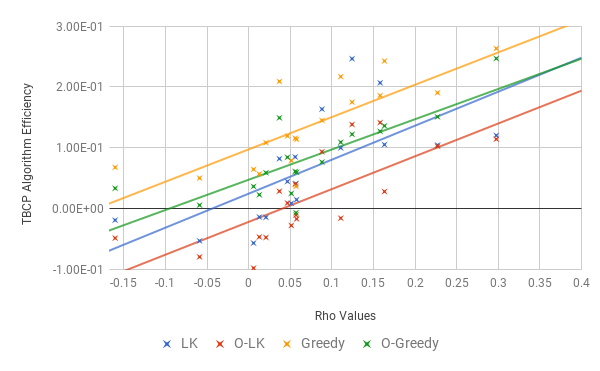 3.00E-01
2.00E-01
1.00E-01
0.00E+00
-1.00E-01
TBCP Algorithm Efficiency
-0.15 -0.1 -0.05 0 0.05 0.1 0.15 0.2 0.25 0.3 0.35 0.4
Rho Values
LK O-LK Greedy O-Greedy